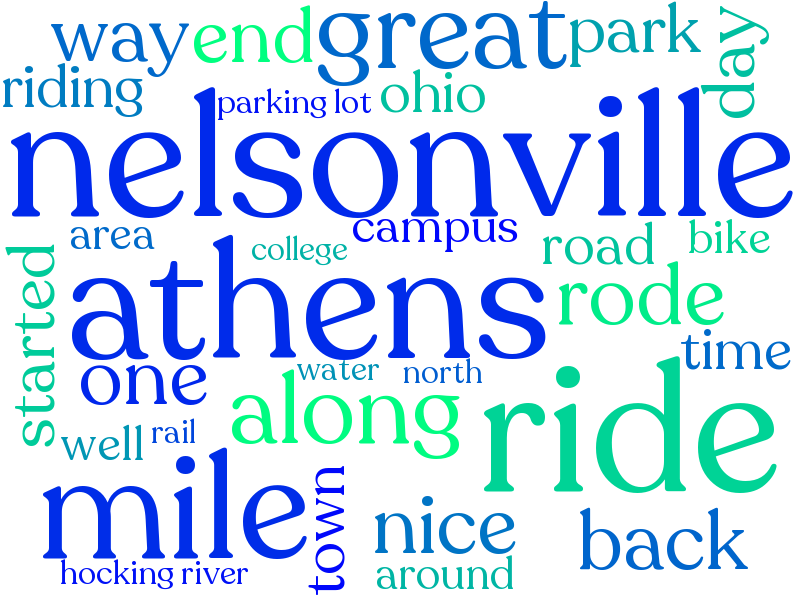 way end great park day
riding parking lot ohio
nelsonville
area campus
college road bike
started athens rode
time
one water north
along ride
well rail
mile town nice back
hocking river around